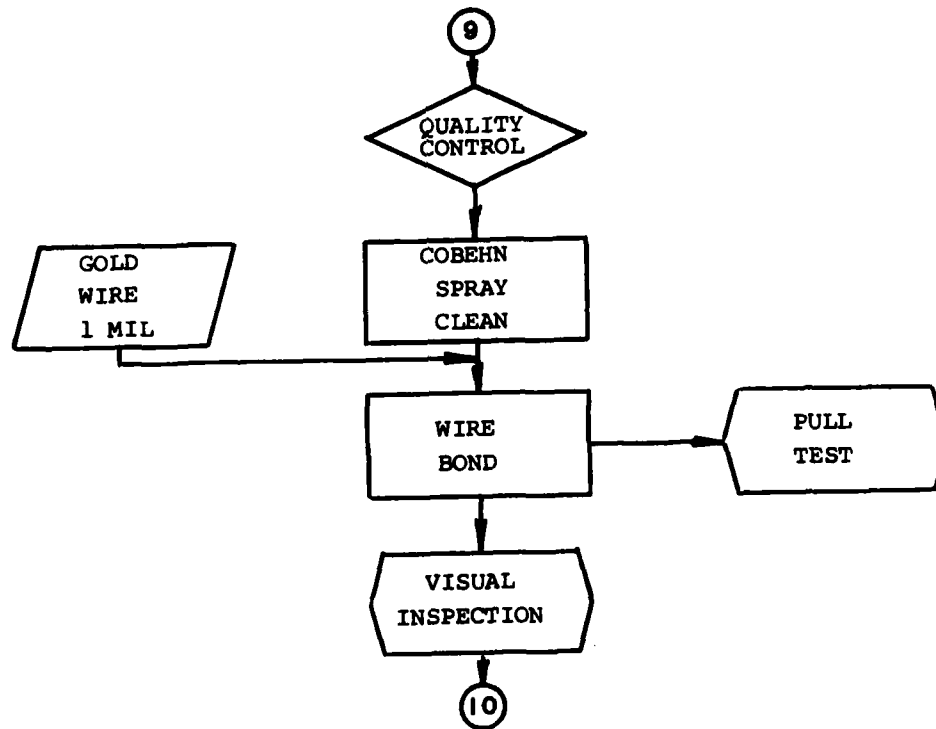 9
QUALITY
CONTROL
COBEHN
SPRAY
CLEAN
GOLD
WIRE
1 MIL
WIRE
BOND
PULL
TEST
VISUAL
INSPECTION
10